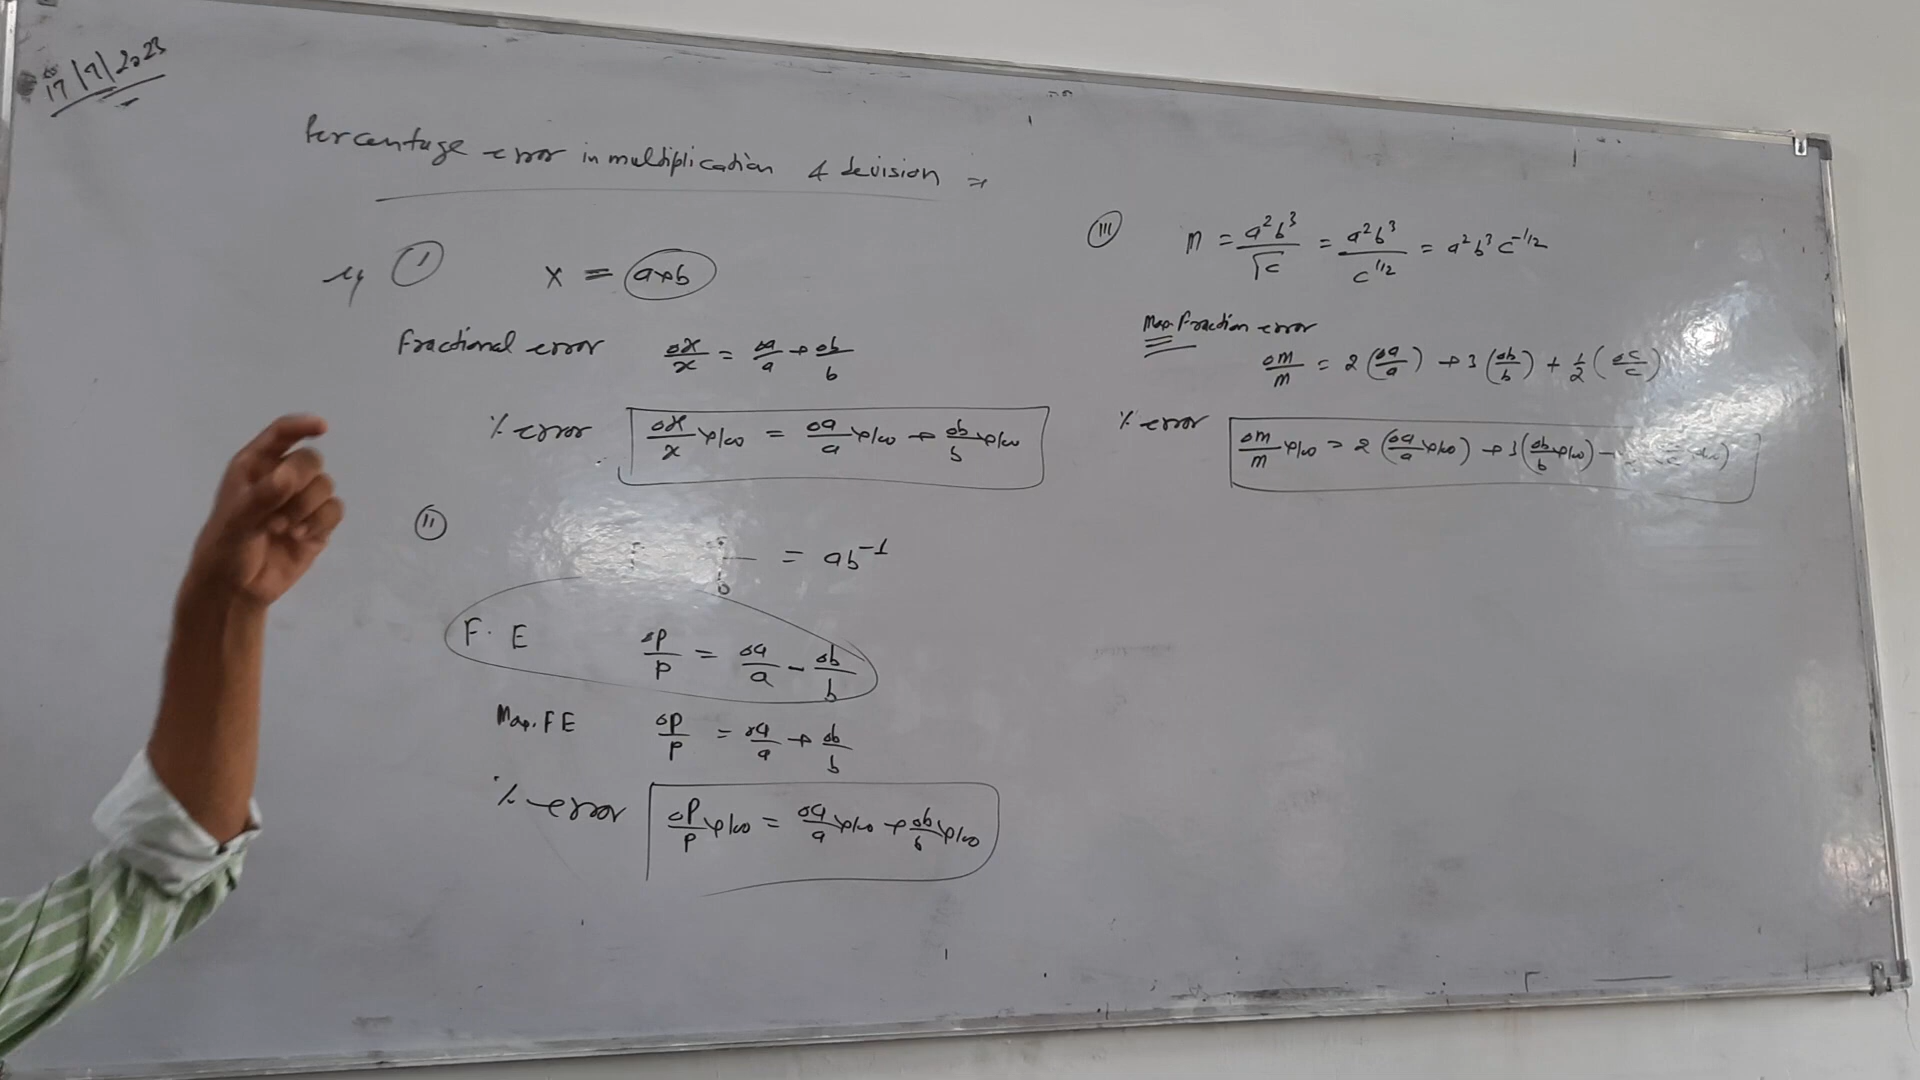 17/9/2023
Percentage error in multiplication & devision ⇒
eg ① x = a×b
Fractional error Δx/x = Δa/a + Δb/b
% error Δx/x ×100 = Δa/a ×100 + Δb/b ×100
Ⅱ
b = ab⁻¹
F.E ΔP/P = Δa/a - Δb/b
Max. FE ΔP/P = Δa/a + Δb/b
% error ΔP/P ×100 = Δa/a ×100 + Δb/b ×100
Ⅲ m = a²b³/√c = a²b³/c^1/2 = a²b³c^-1/2
Max. Fraction error
Δm/m = 2(Δa/a) + 3(Δb/b) + 1/2(Δc/c)
% error Δm/m ×100 = 2(Δa/a ×100) + 3(Δb/b ×100)